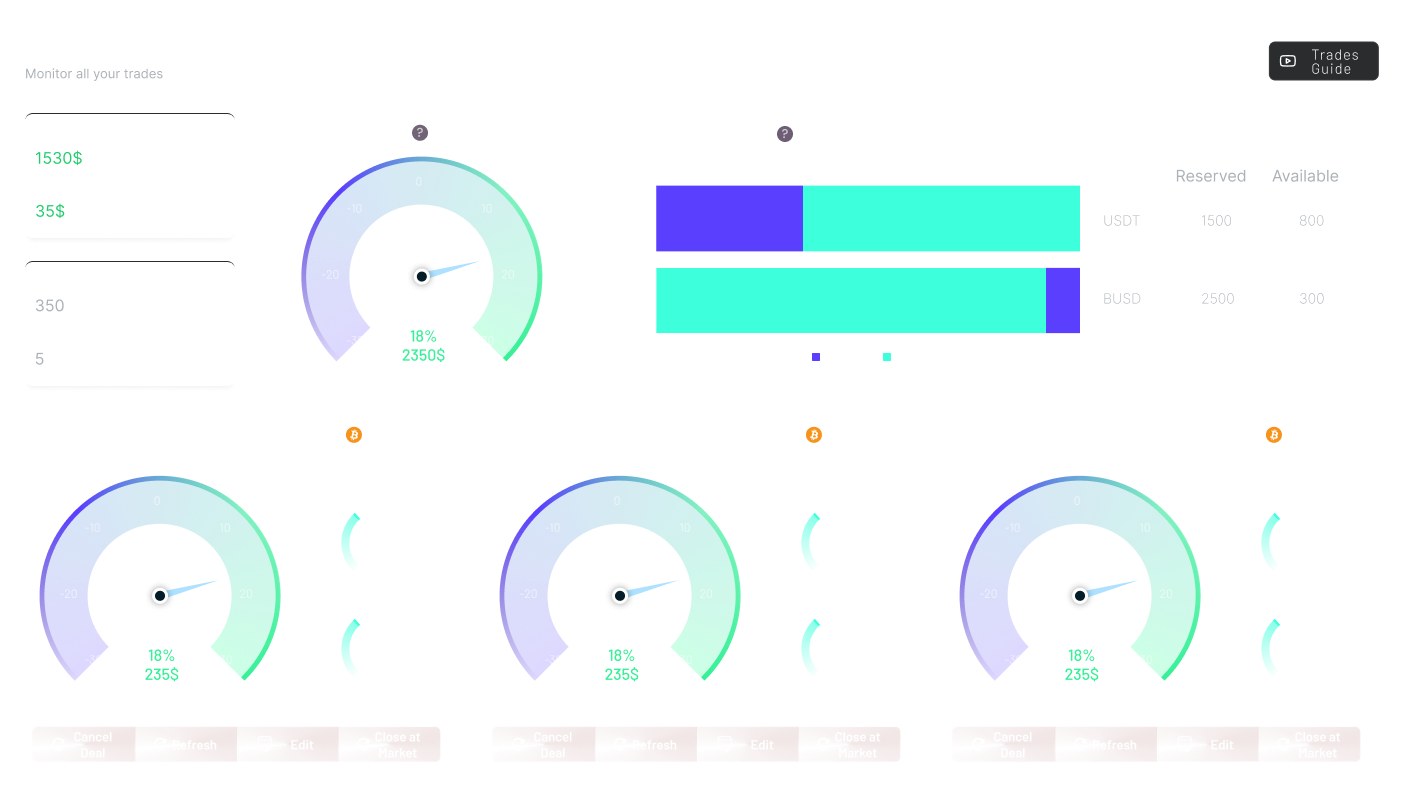 Trades
Guide
Monitor all your trades
?
?
1530$
35$
350
5
0
-10
10
-20
20
18%
2350$
Reserved Available
USDT 1500 800
BUSD 2500 300
0
-10
10
-20
20
18%
235$
0
-10
10
-20
20
18%
235$
0
-10
10
-20
20
18%
235$
Cancel
Deal
Refresh
Edit
Close at
Market
Cancel
Deal
Refresh
Edit
Close at
Market
Cancel
Deal
Refresh
Edit
Close at
Market